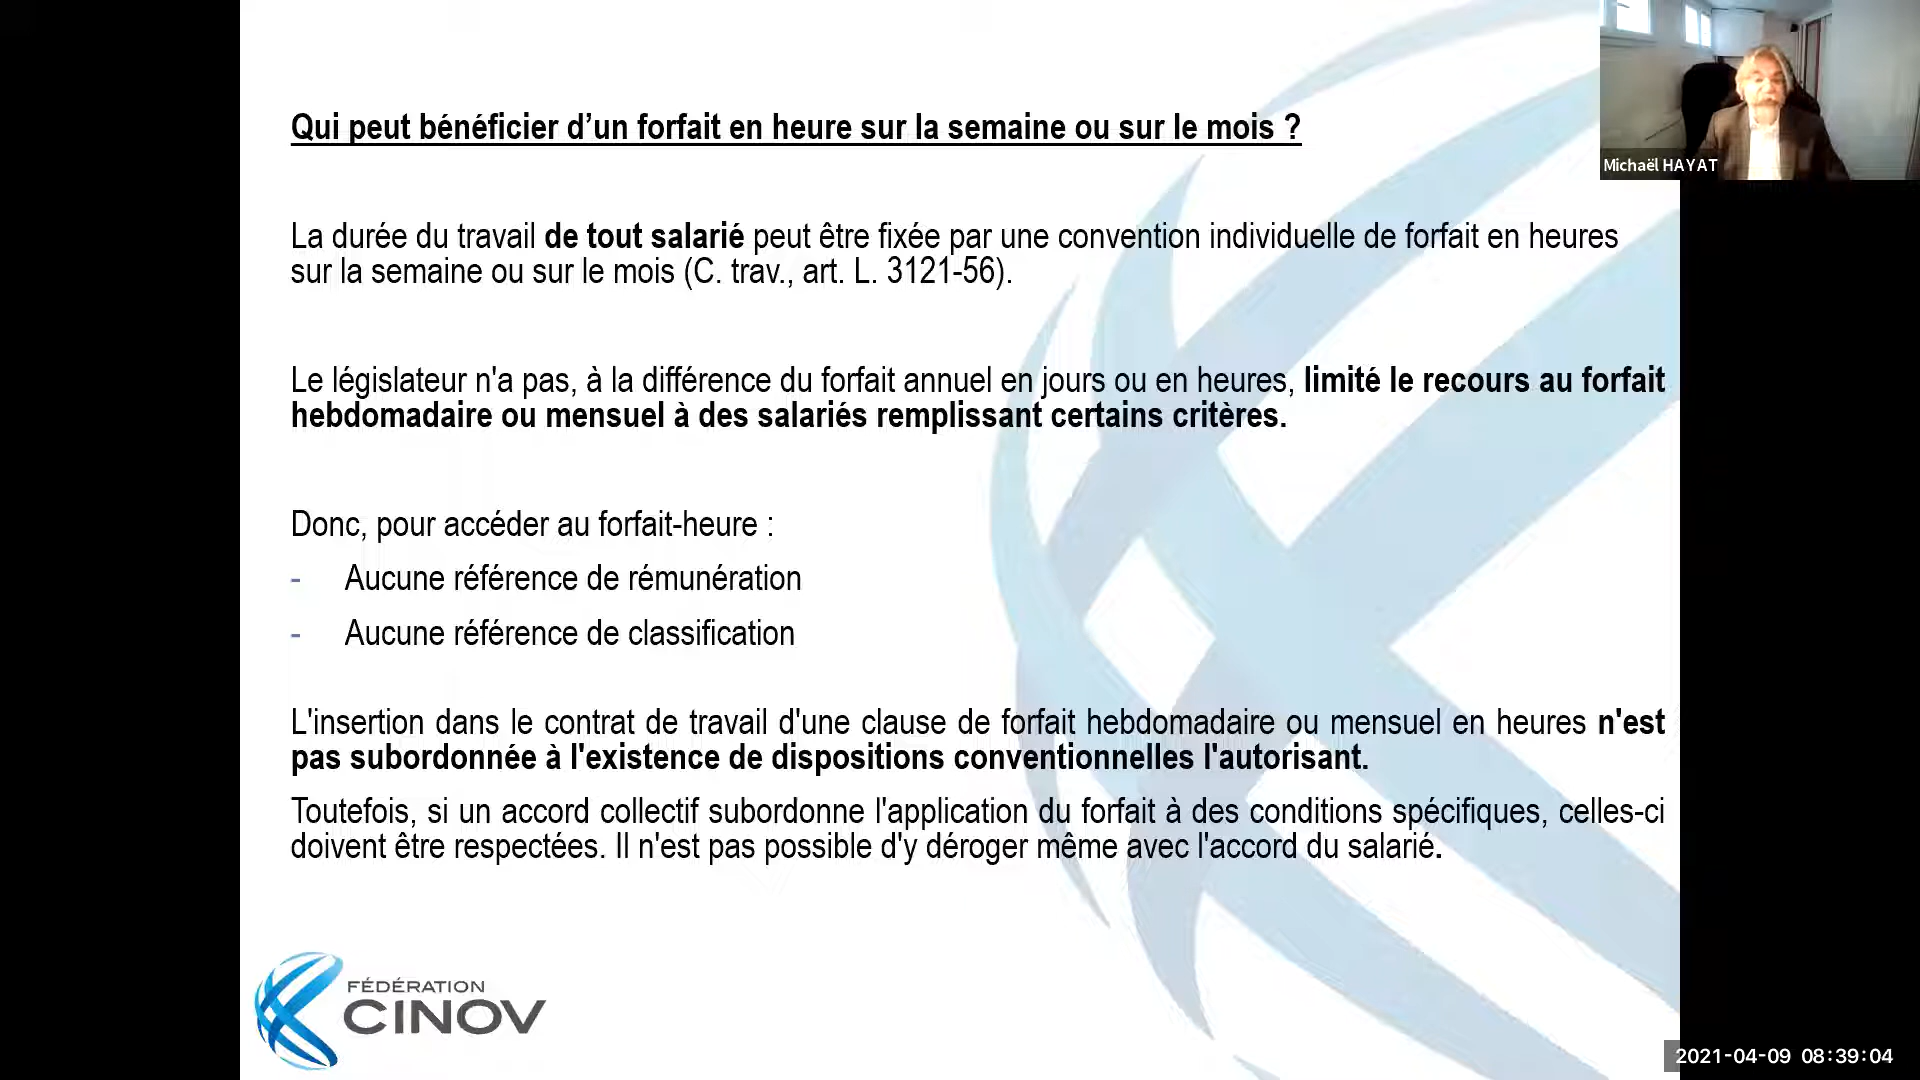 Qui peut bénéficier d’un forfait en heure sur la semaine ou sur le mois ?
Michaël HAYAT
La durée du travail de tout salarié peut être fixée par une convention individuelle de forfait en heures
sur la semaine ou sur le mois (C. trav., art. L. 3121-56).
Le législateur n'a pas, à la différence du forfait annuel en jours ou en heures, limité le recours au forfait
hebdomadaire ou mensuel à des salariés remplissant certains critères.
Donc, pour accéder au forfait-heure :
- Aucune référence de rémunération
- Aucune référence de classification
L'insertion dans le contrat de travail d'une clause de forfait hebdomadaire ou mensuel en heures n'est
pas subordonnée à l'existence de dispositions conventionnelles l'autorisant.
Toutefois, si un accord collectif subordonne l'application du forfait à des conditions spécifiques, celles-ci
doivent être respectées. Il n'est pas possible d'y déroger même avec l'accord du salarié.
FÉDÉRATION
CINOV
2021-04-09 08:39:04